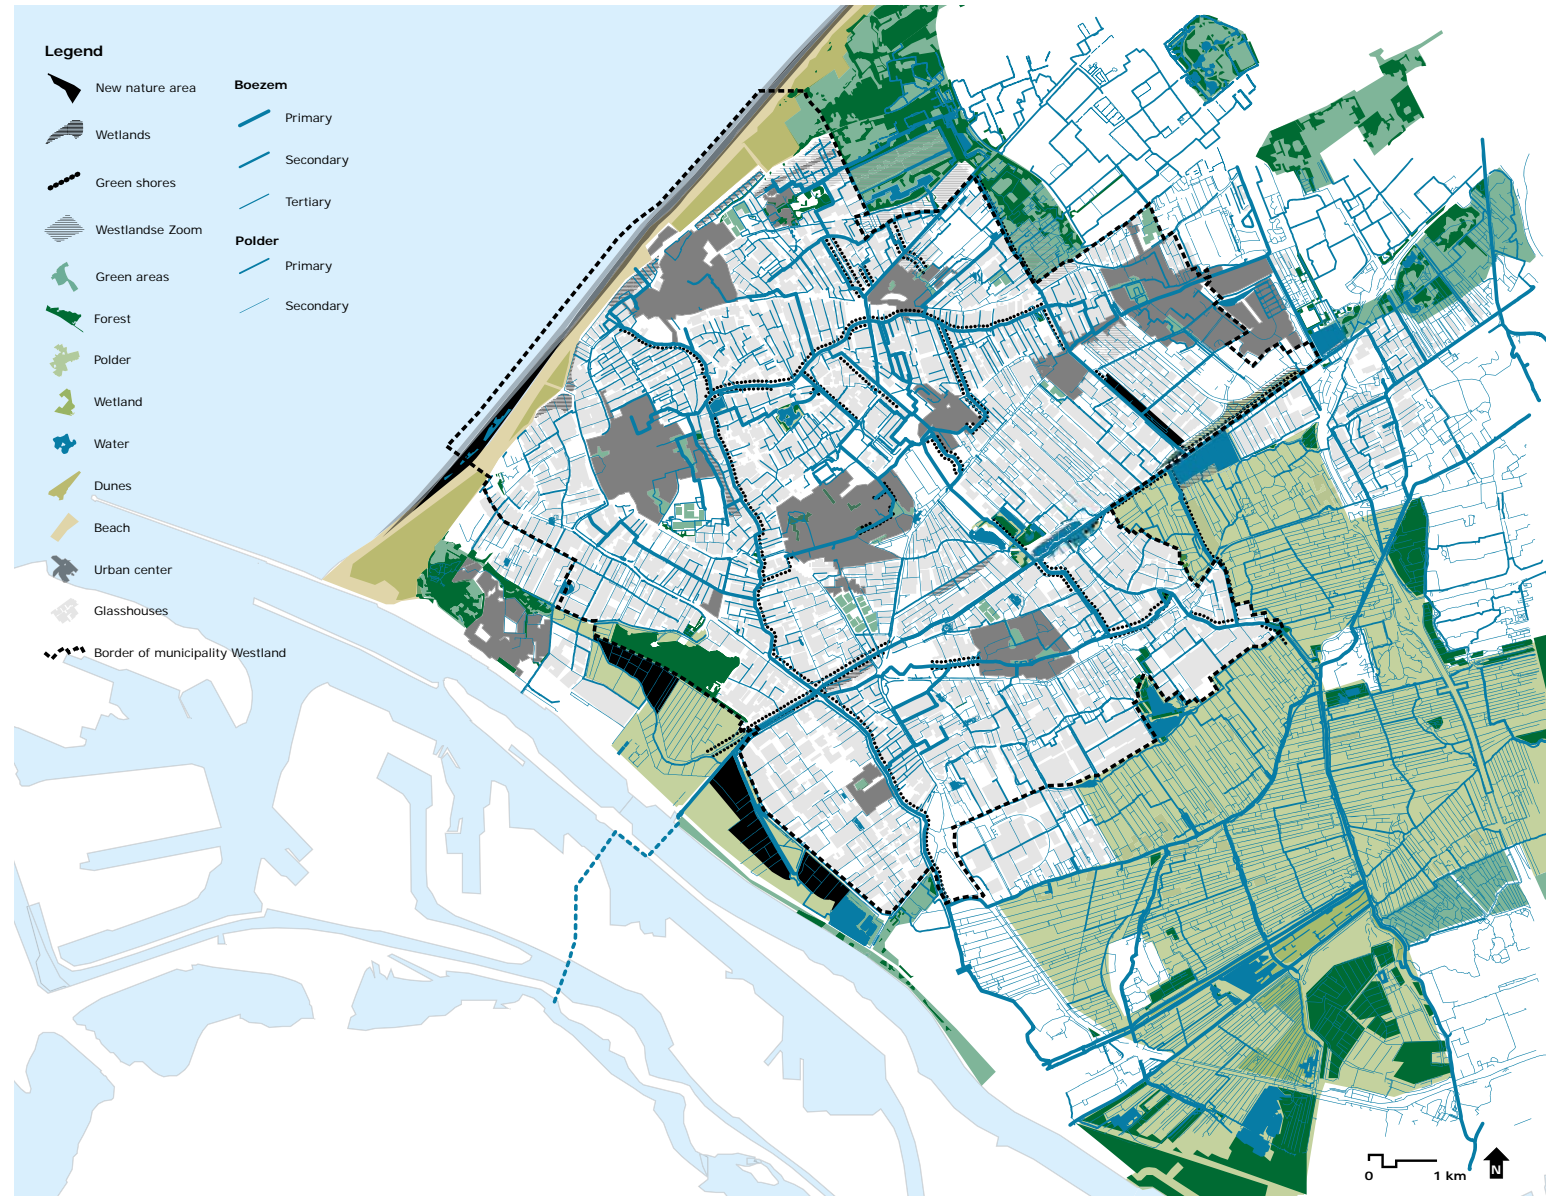 Legend
New nature area
Wetlands
Green shores
Westlandse Zoom
Green areas
Forest
Polder
Wetland
Water
Dunes
Beach
Urban center
Glasshouses
Border of municipality Westland
Boezem
Primary
Secondary
Tertiary
Polder
Primary
Secondary
0 1 km
N